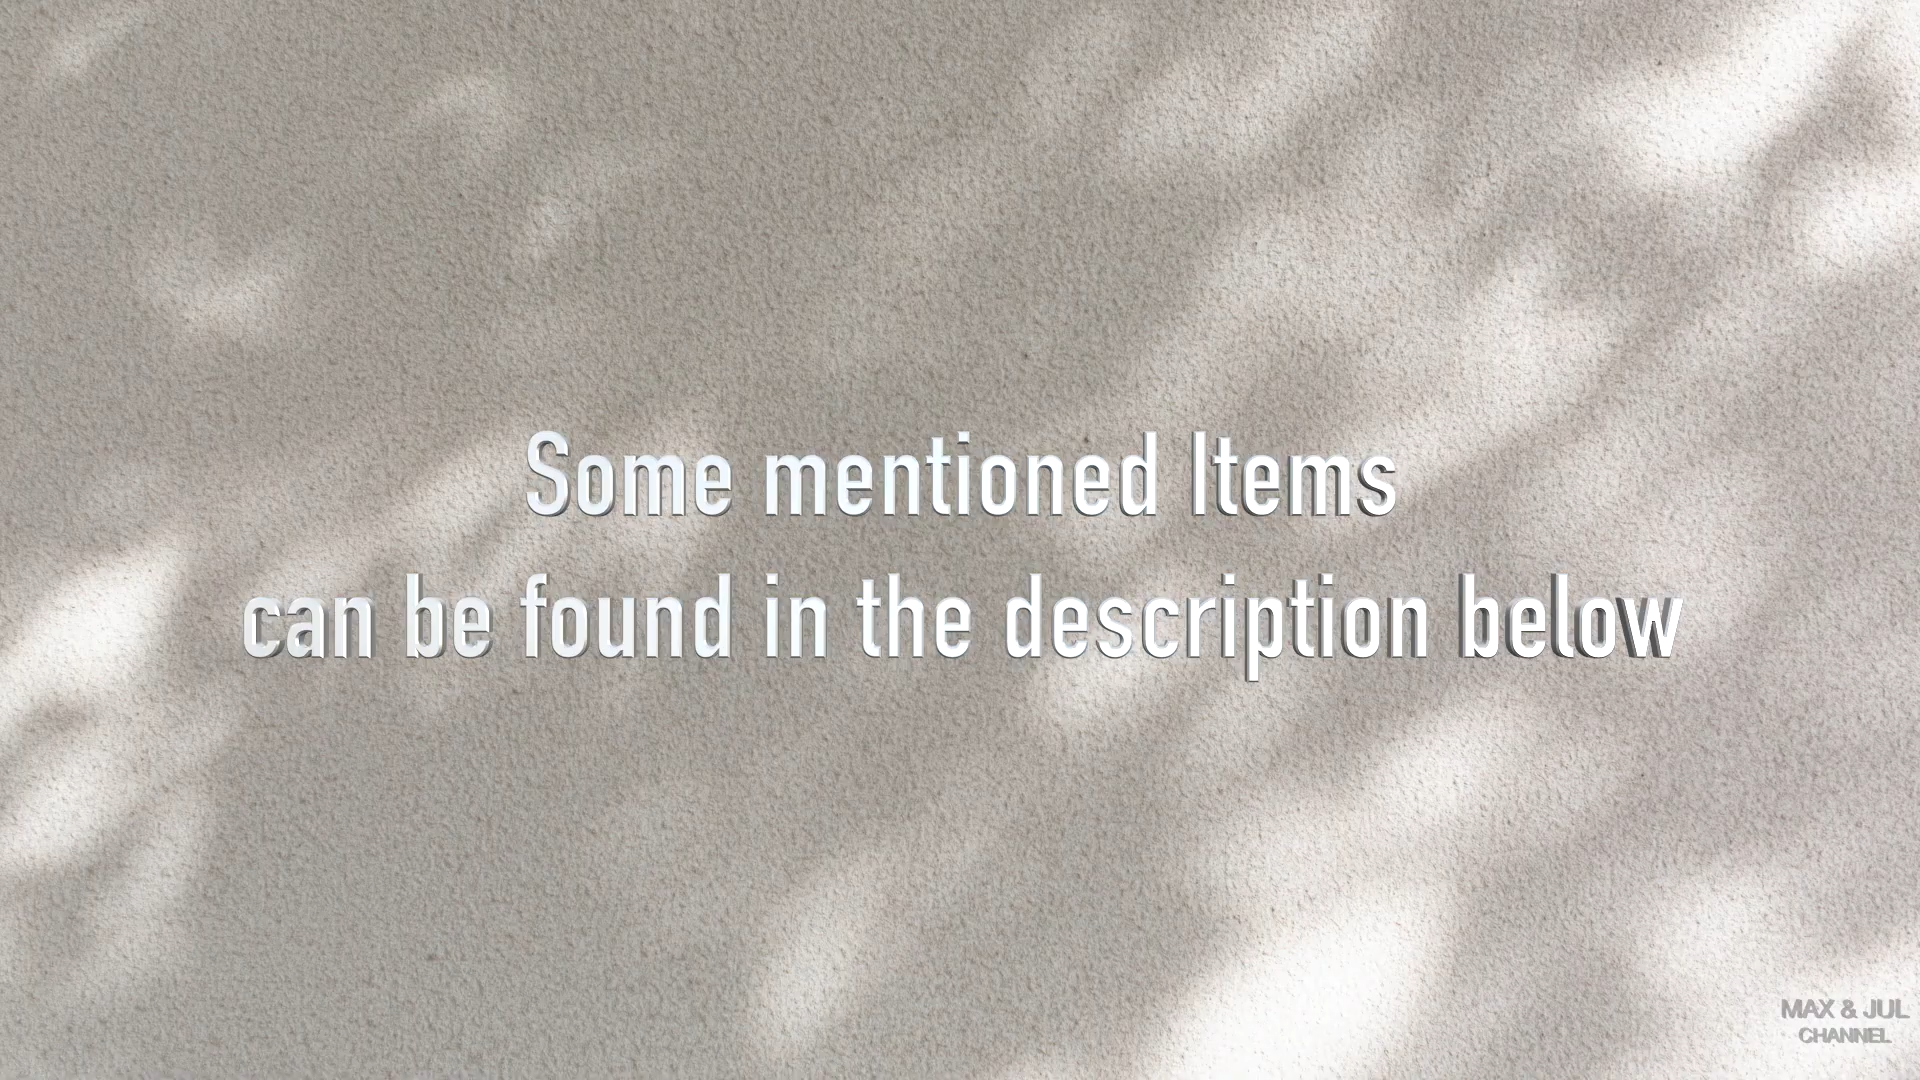 Some mentioned Items
can be found in the description below
MAX & JUL
CHANNEL